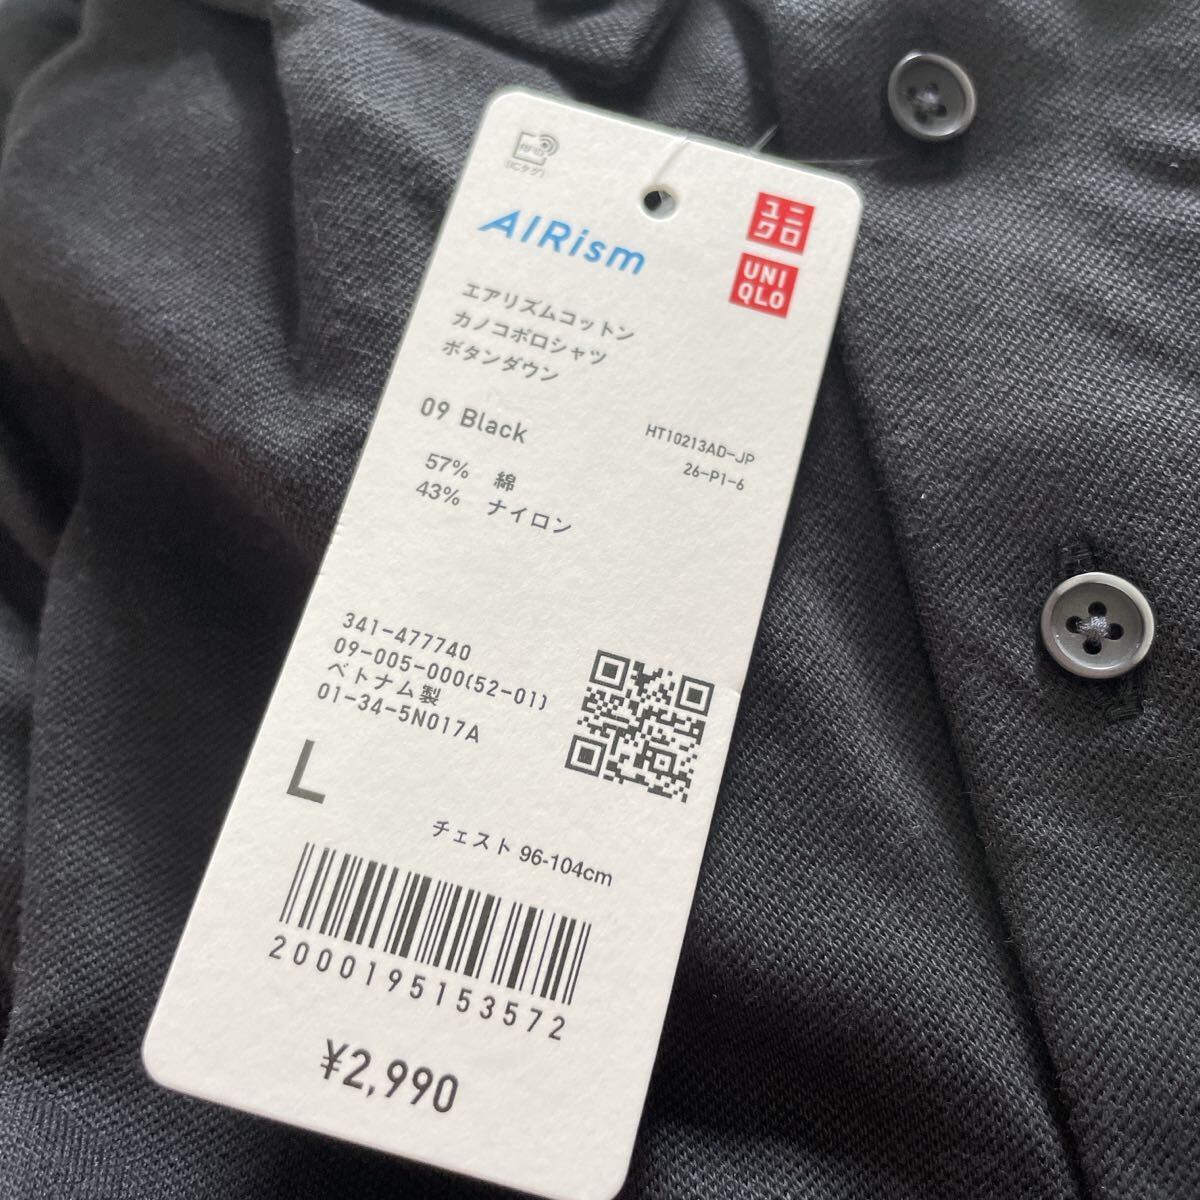 RFID
(ICタグ)
AIRism
ユニ
クロ
UNI
QLO
エアリズムコットン
カノコポロシャツ
ボタンダウン
09 Black
HT10213AD-JP
26-P1-6
57% 綿
43% ナイロン
341-477740
09-005-000(52-01)
ベトナム製
01-34-5N017A
L
チェスト 96-104cm
2000195153572
¥2,990